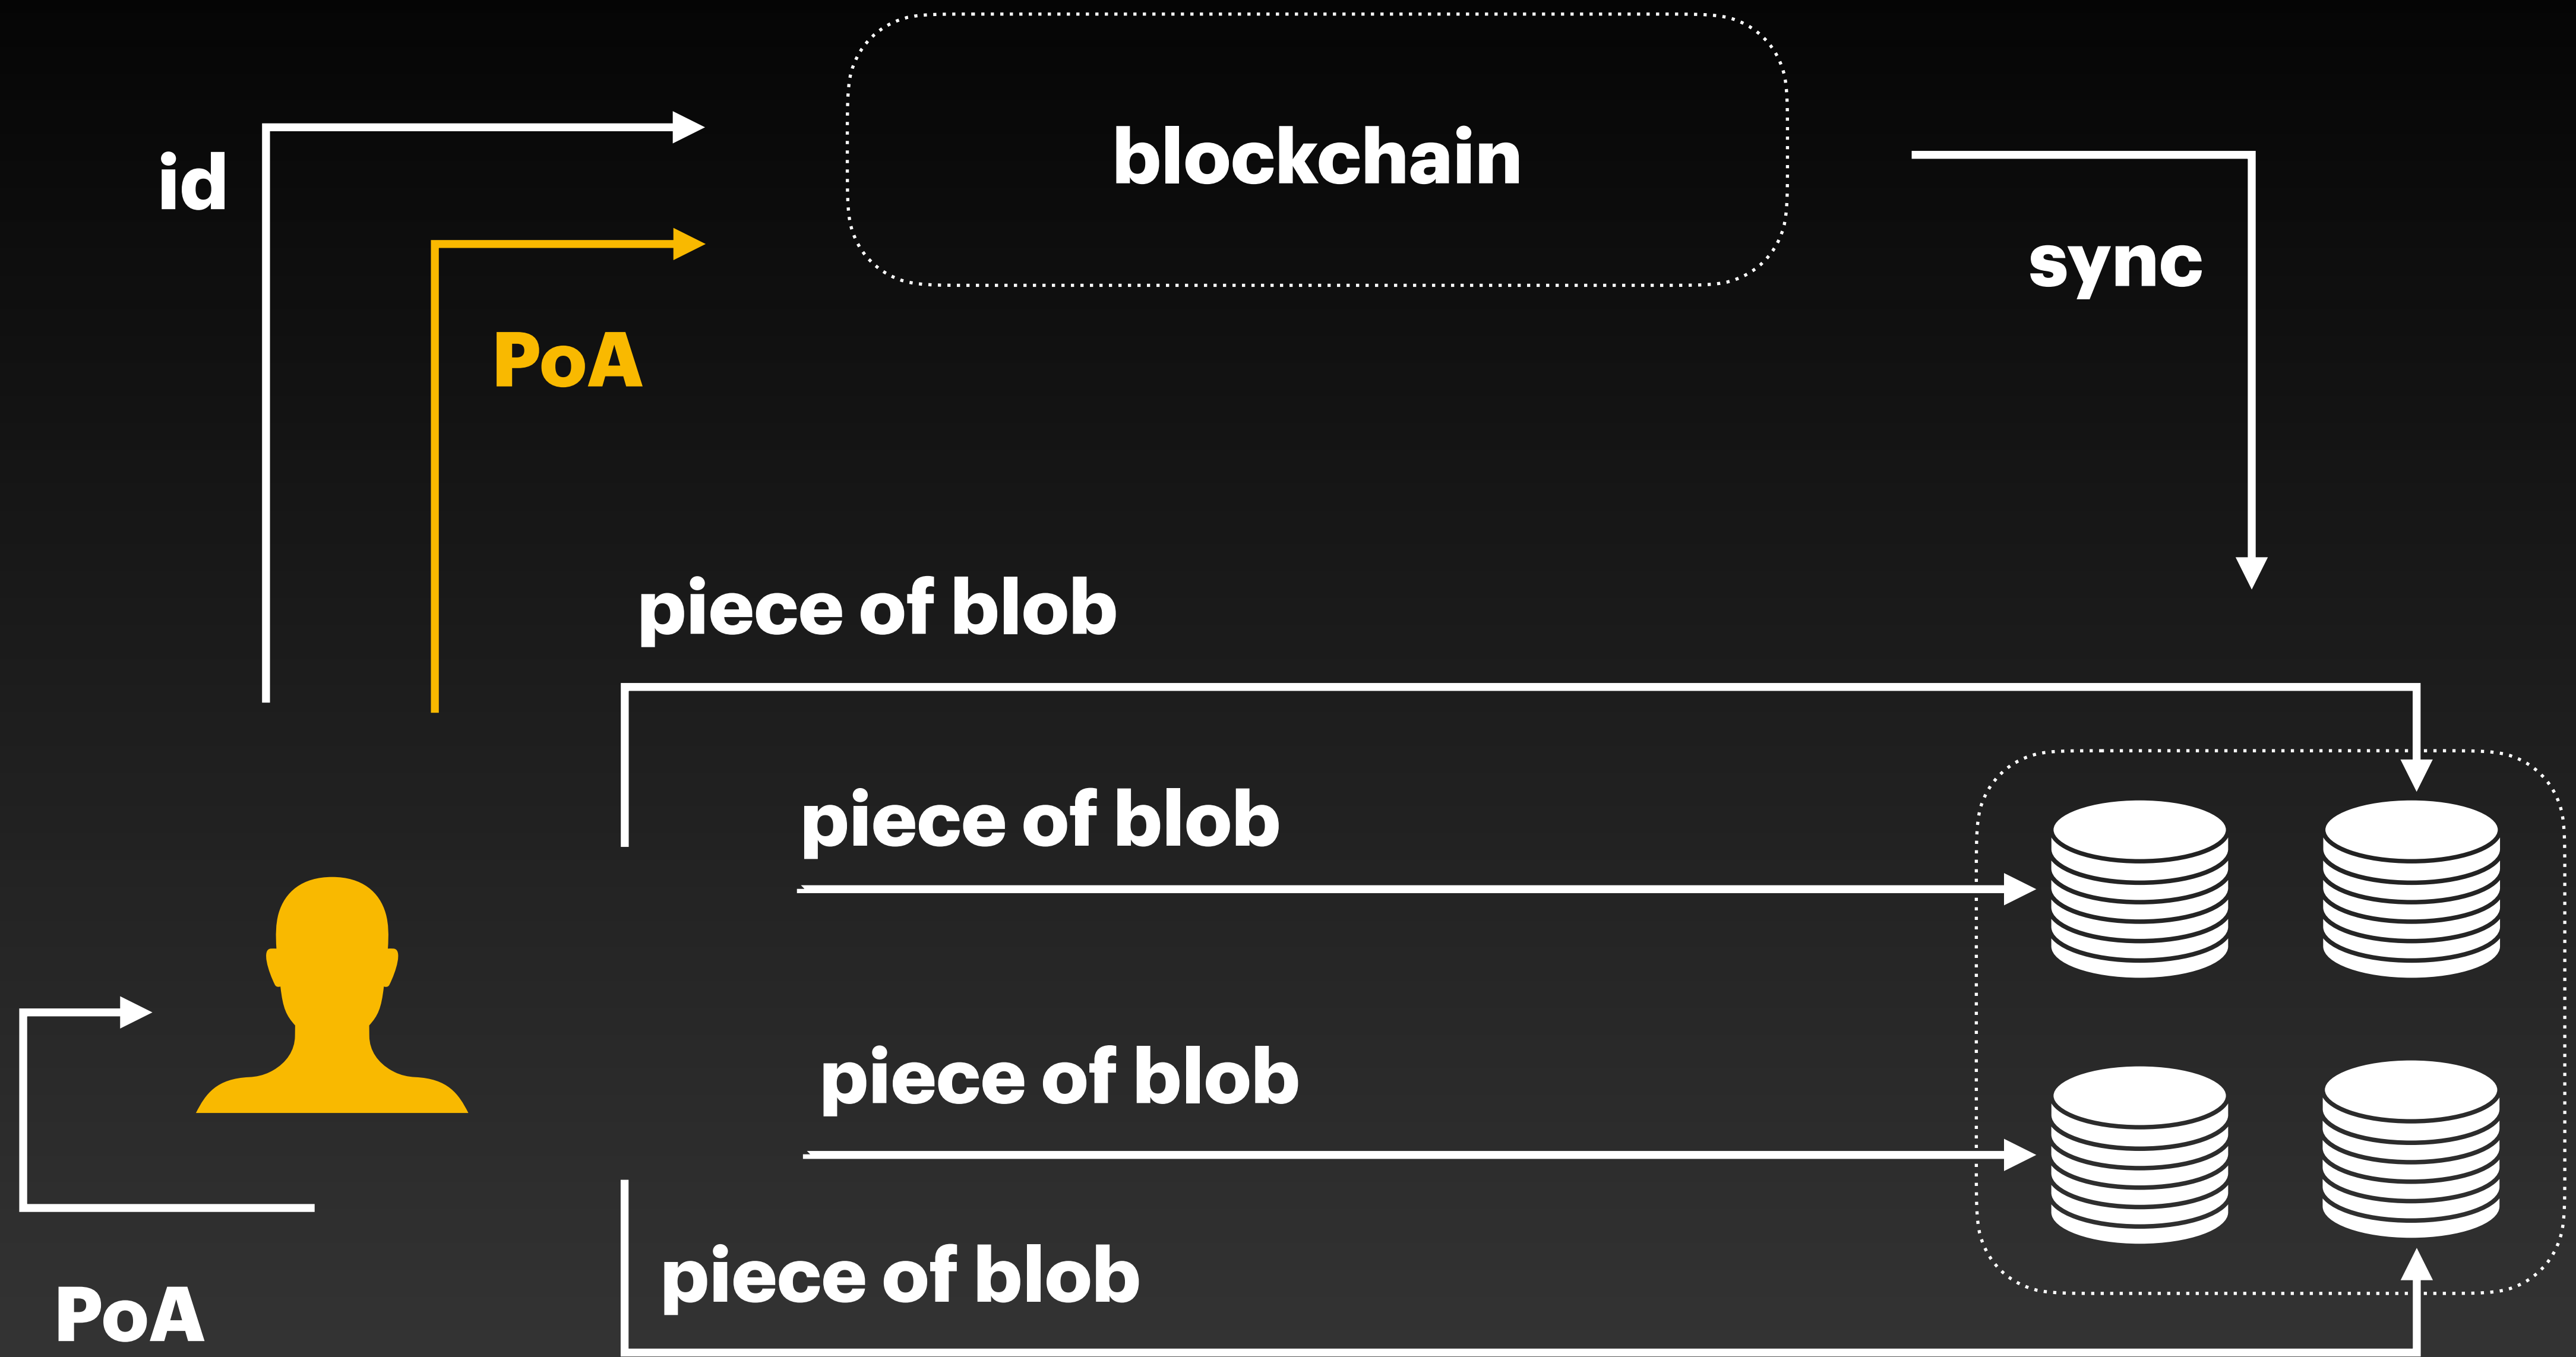 blockchain
id
sync
PoA
piece of blob
piece of blob
piece of blob
piece of blob
PoA